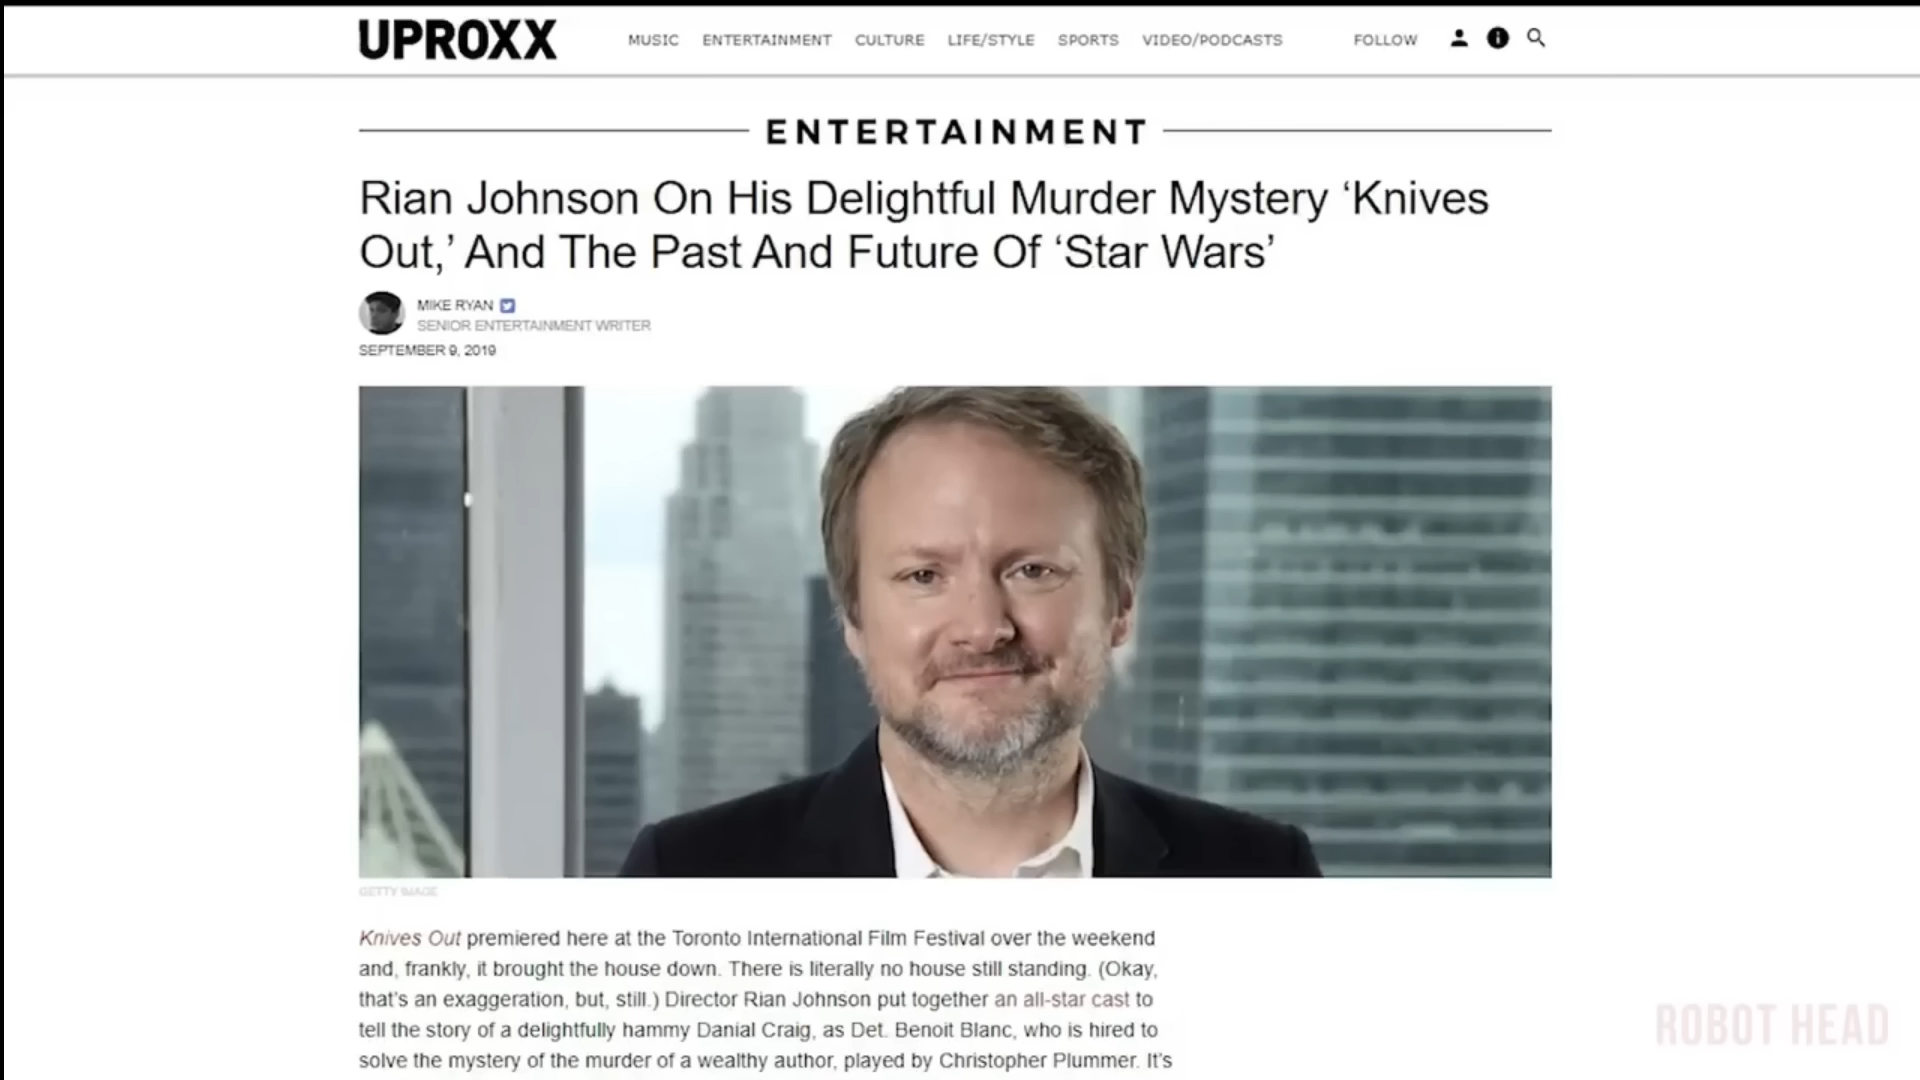 UPROXX
MUSIC ENTERTAINMENT CULTURE LIFE/STYLE SPORTS VIDEO/PODCASTS FOLLOW
ENTERTAINMENT
Rian Johnson On His Delightful Murder Mystery ‘Knives
Out,’ And The Past And Future Of ‘Star Wars’
MIKE RYAN
SENIOR ENTERTAINMENT WRITER
SEPTEMBER 9, 2019
GETTY IMAGE
Knives Out premiered here at the Toronto International Film Festival over the weekend
and, frankly, it brought the house down. There is literally no house still standing. (Okay,
that’s an exaggeration, but, still.) Director Rian Johnson put together an all-star cast to
tell the story of a delightfully hammy Danial Craig, as Det. Benoit Blanc, who is hired to
solve the mystery of the murder of a wealthy author, played by Christopher Plummer. It’s
ROBOT HEAD